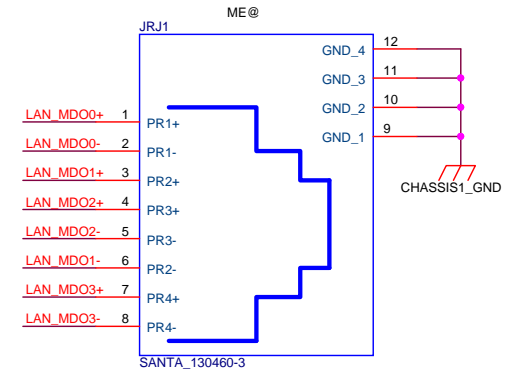 ME@
JRJ1
GND_4 12
GND_3 11
GND_2 10
GND_1 9
CHASSIS1_GND
LAN_MDO0+ 1 PR1+
LAN_MDO0- 2 PR1-
LAN_MDO1+ 3 PR2+
LAN_MDO2+ 4 PR3+
LAN_MDO2- 5 PR3-
LAN_MDO1- 6 PR2-
LAN_MDO3+ 7 PR4+
LAN_MDO3- 8 PR4-
SANTA_130460-3